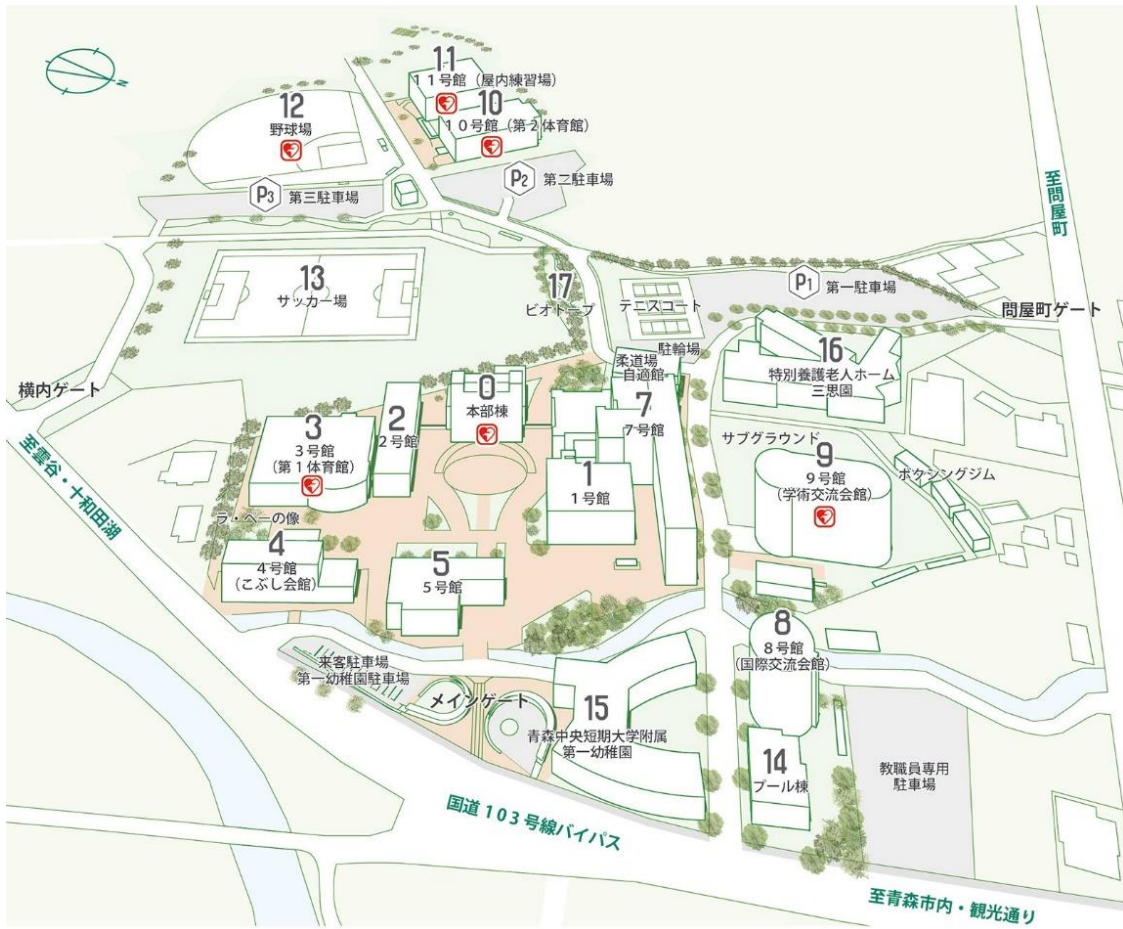 N
11
11号館（屋内練習場）
10
10号館（第2体育館）
12
野球場
P3
第三駐車場
P2
第二駐車場
至問屋町
13
サッカー場
17
ビオトープ
テニスコート
P1
第一駐車場
問屋町ゲート
駐輪場
柔道場
自適館
16
特別養護老人ホーム
三思園
横内ゲート
至雲谷・十和田湖
0
本部棟
2
2号館
3
3号館
（第1体育館）
7
7号館
1
1号館
サブグラウンド
9
9号館
（学術交流会館）
ボクシングジム
ラ・ペーの像
4
4号館
（こぶし会館）
5
5号館
8
8号館
（国際交流会館）
来客駐車場
第一幼稚園駐車場
メインゲート
15
青森中央短期大学附属
第一幼稚園
14
プール棟
教職員専用
駐車場
国道103号線バイパス
至青森市内・観光通り